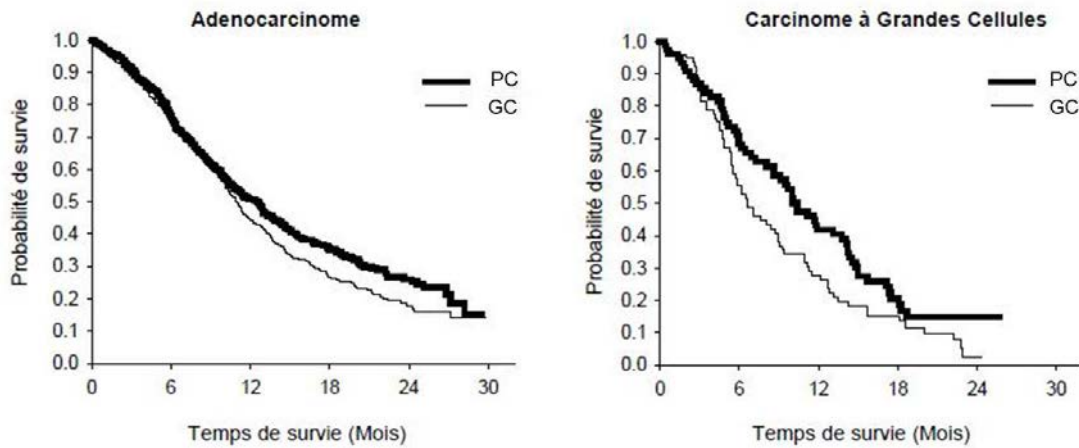 Adenocarcinome
Probabilité de survie
1.0
0.9
0.8
0.7
0.6
0.5
0.4
0.3
0.2
0.1
0.0
PC
GC
0 6 12 18 24 30
Temps de survie (Mois)
Carcinome à Grandes Cellules
Probabilité de survie
1.0
0.9
0.8
0.7
0.6
0.5
0.4
0.3
0.2
0.1
0.0
PC
GC
0 6 12 18 24 30
Temps de survie (Mois)